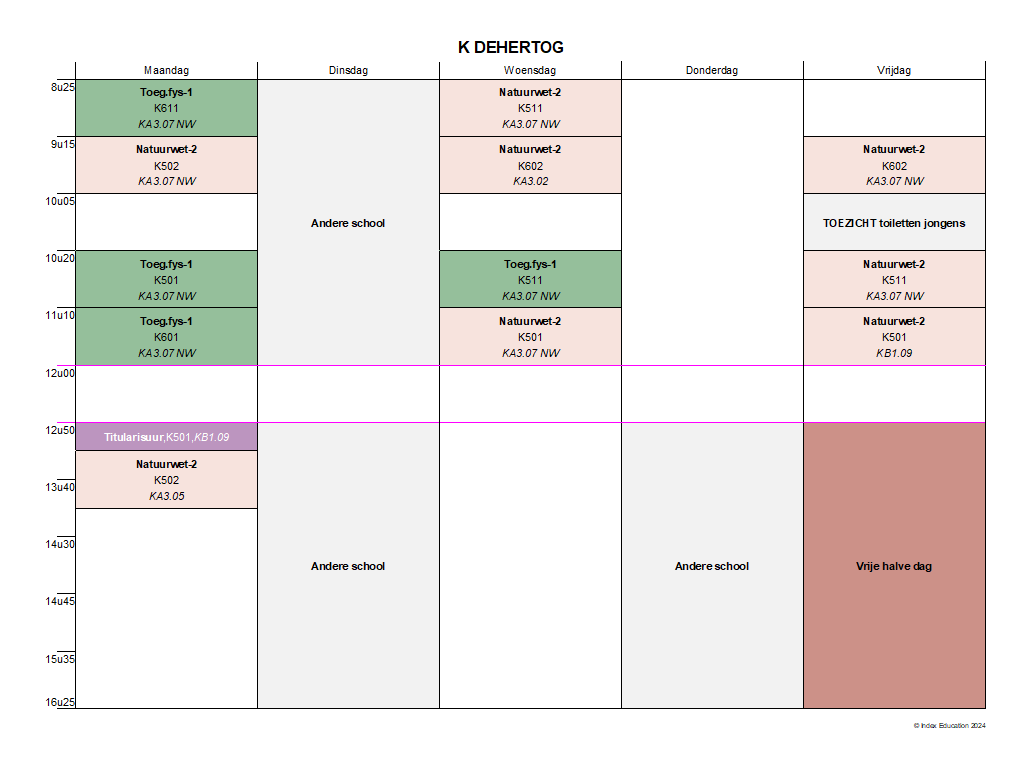 K DEHERTOG
Maandag
Dinsdag
Woensdag
Donderdag
Vrijdag
8u25
9u15
10u05
10u20
11u10
12u00
12u50
13u40
14u30
14u45
15u35
16u25
Toeg.fys-1
K611
KA3.07 NW
Natuurwet-2
K502
KA3.07 NW
Toeg.fys-1
K501
KA3.07 NW
Toeg.fys-1
K601
KA3.07 NW
Titularisuur,K501,KB1.09
Natuurwet-2
K502
KA3.05
Andere school
Andere school
Natuurwet-2
K511
KA3.07 NW
Natuurwet-2
K602
KA3.02
Toeg.fys-1
K511
KA3.07 NW
Natuurwet-2
K501
KA3.07 NW
Andere school
Natuurwet-2
K602
KA3.07 NW
TOEZICHT toiletten jongens
Natuurwet-2
K511
KA3.07 NW
Natuurwet-2
K501
KB1.09
Vrije halve dag
© Index Education 2024